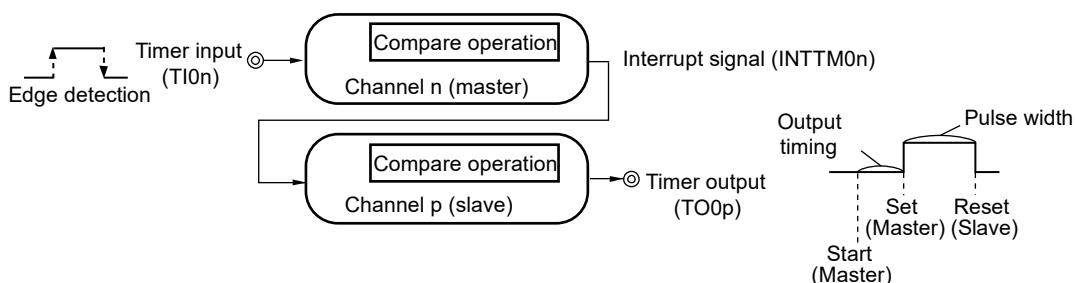 Compare operation
Timer input
(TI0n)
Interrupt signal (INTTM0n)
Edge detection
Channel n (master)
Compare operation
Channel p (slave)
Timer output
(TO0p)
Output
timing
Pulse width
Set
(Master)
Reset
(Slave)
Start
(Master)